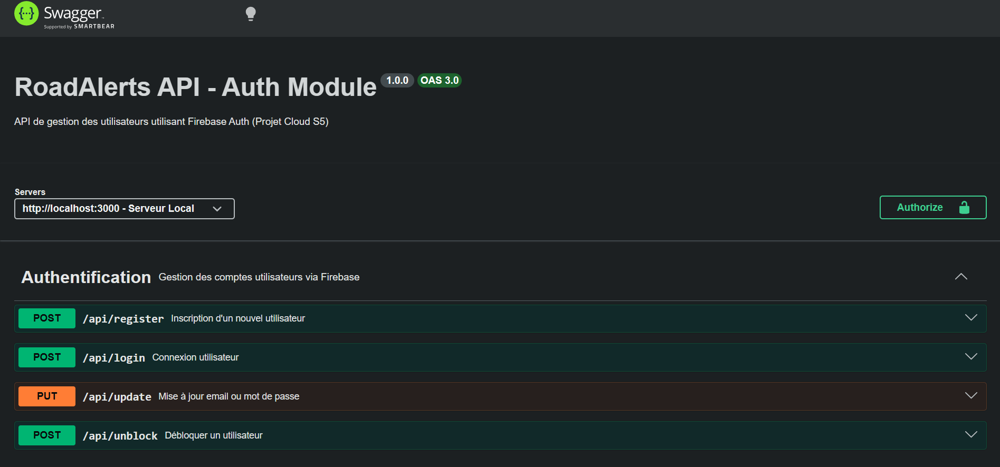 {···} Swagger™
Supported by SMARTBEAR
RoadAlerts API - Auth Module 1.0.0 OAS 3.0
API de gestion des utilisateurs utilisant Firebase Auth (Projet Cloud S5)
Servers
http://localhost:3000 - Serveur Local
Authorize
Authentification Gestion des comptes utilisateurs via Firebase
POST /api/register Inscription d'un nouvel utilisateur
POST /api/login Connexion utilisateur
PUT /api/update Mise à jour email ou mot de passe
POST /api/unblock Débloquer un utilisateur